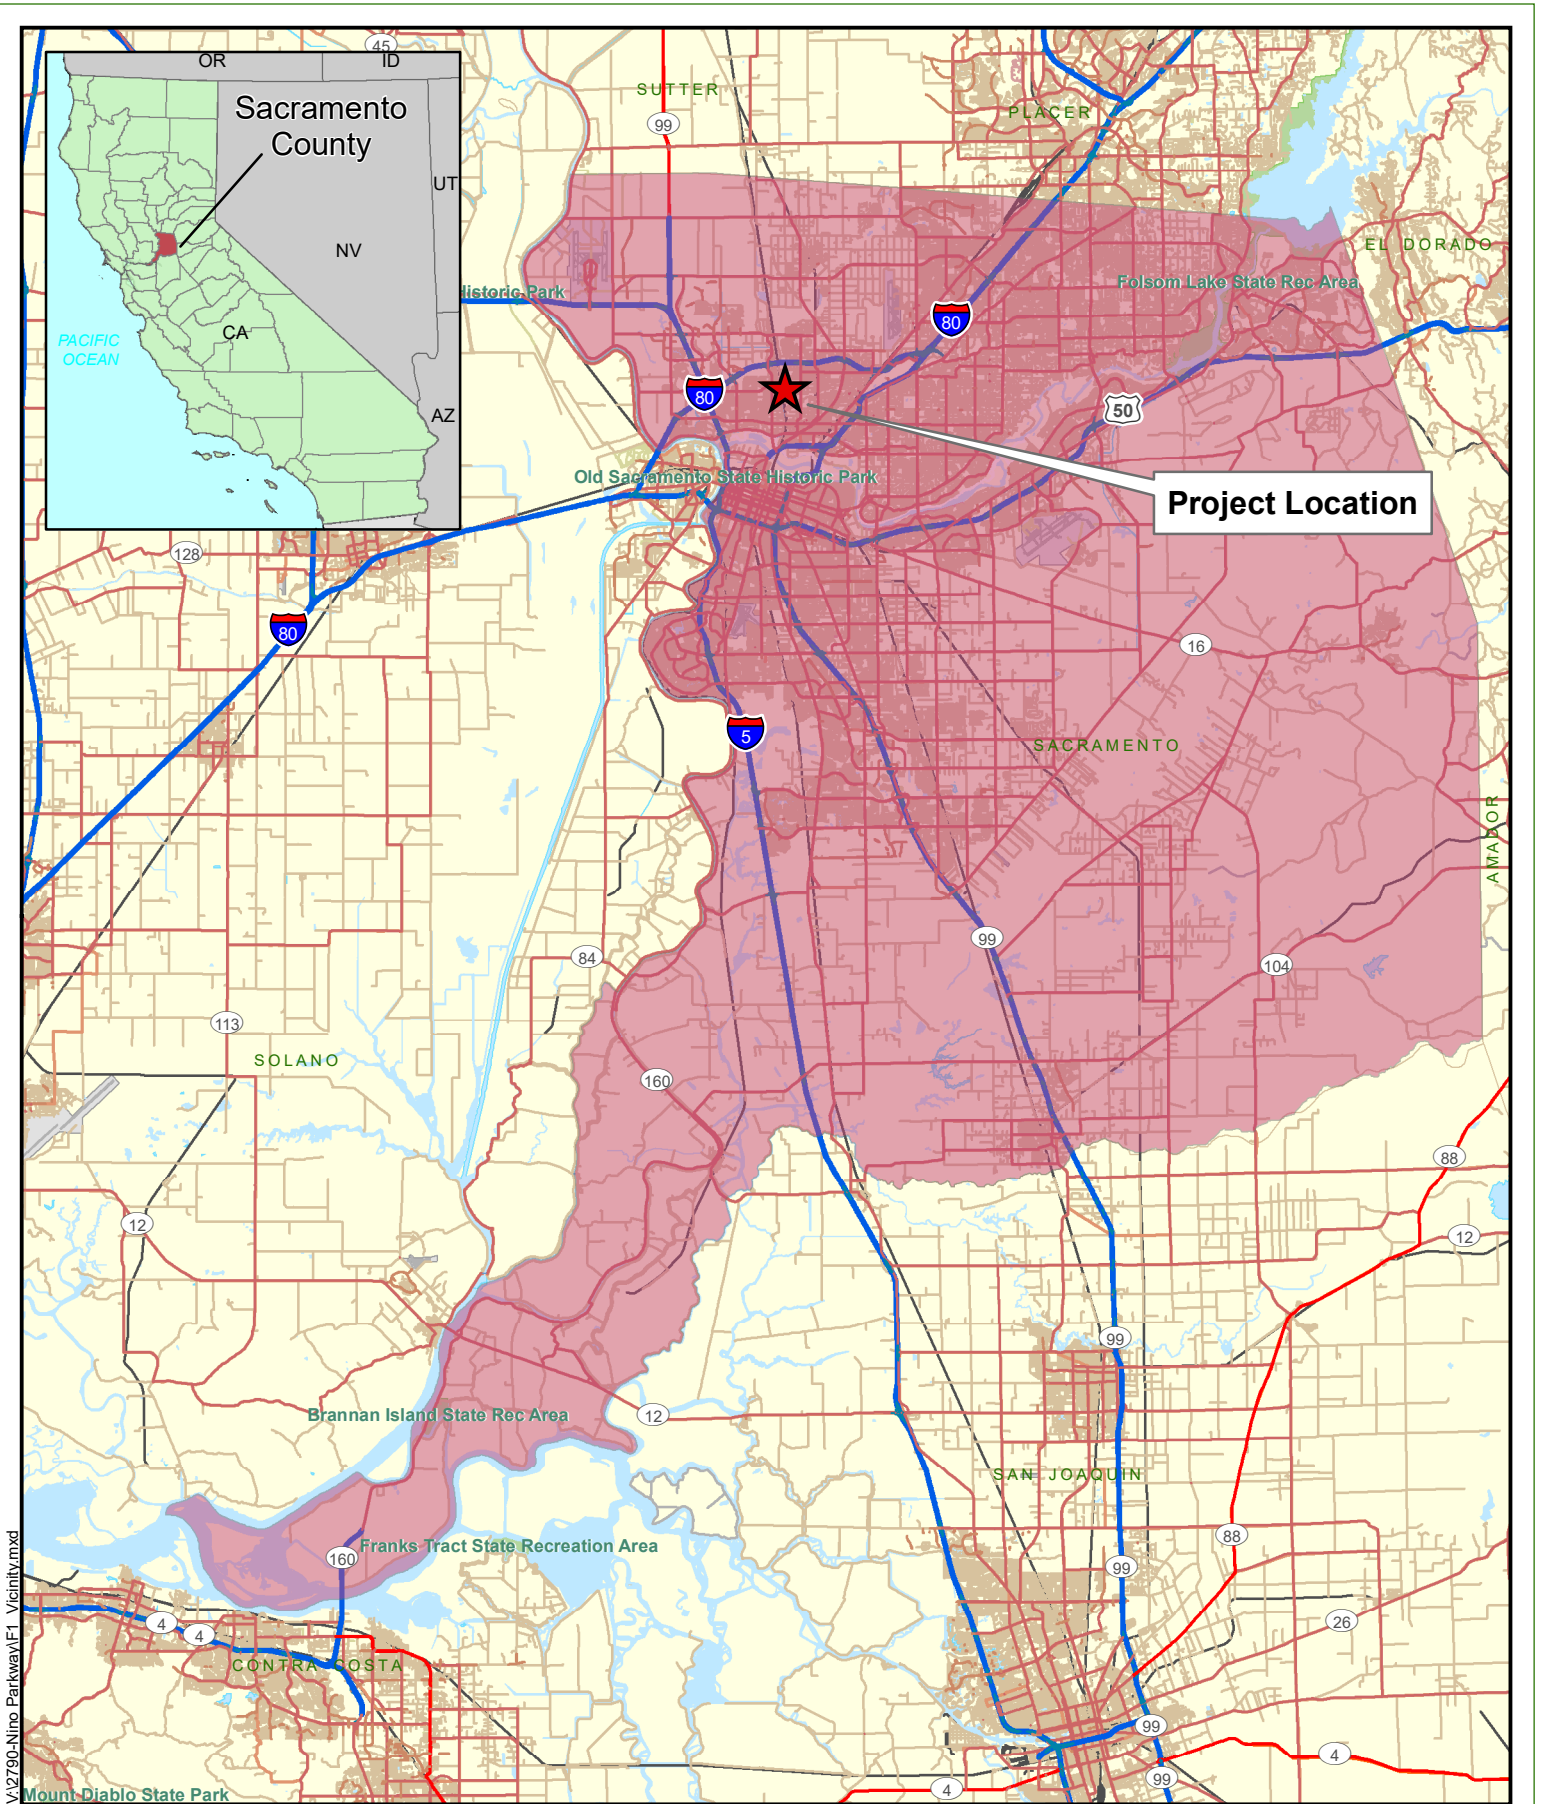 45
OR
ID
Sacramento
County
UT
NV
PACIFIC
OCEAN
CA
AZ
SUTTER
99
PLACER
EL DORADO
Historic Park
Folsom Lake State Rec Area
80
80
50
Old Sacramento State Historic Park
Project Location
128
80
16
5
SACRAMENTO
AMADOR
99
84
104
113
SOLANO
160
88
12
12
99
Brannan Island State Rec Area
12
SAN JOAQUIN
88
Franks Tract State Recreation Area
160
99
4
4
26
CONTRA COSTA
99
4
99
4
Mount Diablo State Park
V:\2790-Nino Parkway\F1_Vicinity.mxd